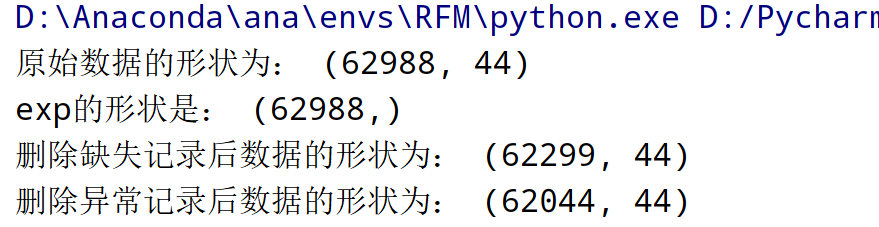 D:\Anaconda\ana\envs\RFM\python.exe D:/Pycharm
原始数据的形状为： (62988, 44)
exp的形状是： (62988,)
删除缺失记录后数据的形状为： (62299, 44)
删除异常记录后数据的形状为： (62044, 44)